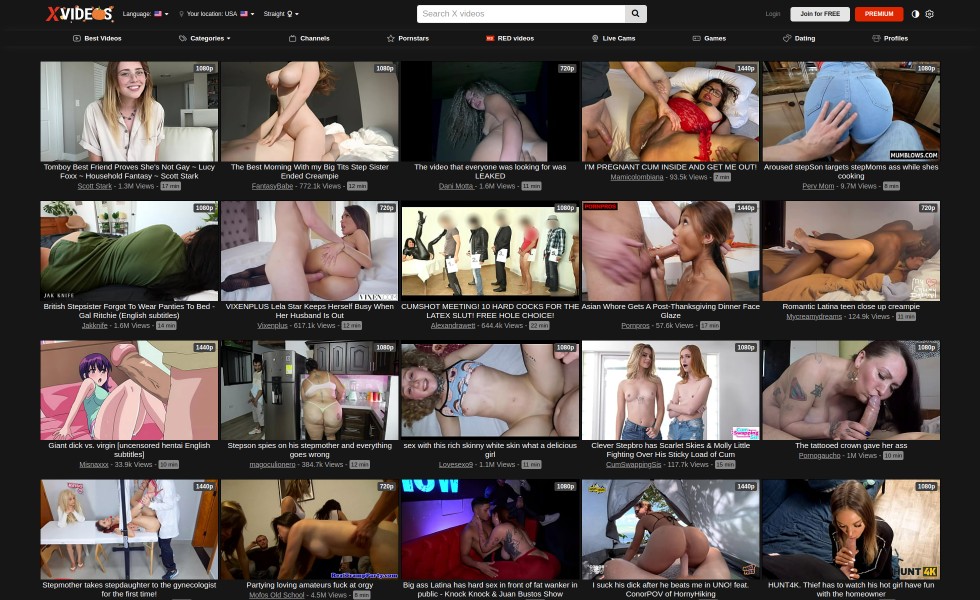 XVIDEOS
Language:
Your location: USA
Straight
Search X videos
Login
Join for FREE
PREMIUM
Best Videos
Categories
Channels
Pornstars
RED videos
Live Cams
Games
Dating
Profiles
1080p
Tomboy Best Friend Proves She's Not Gay ~ Lucy
Foxx ~ Household Fantasy ~ Scott Stark
Scott Stark - 1.3M Views - 17 min
1080p
The Best Morning With my Big Tits Step Sister
Ended Creampie
FantasyBabe - 772.1k Views - 12 min
720p
The video that everyone was looking for was
LEAKED
Dani Motta - 1.6M Views - 11 min
1440p
I'M PREGNANT CUM INSIDE AND GET ME OUT!
Mamicolombiana - 93.5k Views - 7 min
1080p
MUMBLOWS.COM
Aroused stepSon targets stepMoms ass while shes
cooking
Perv Mom - 9.7M Views - 8 min
1080p
JAK KNIFE
British Stepsister Forgot To Wear Panties To Bed -
Gal Ritchie (English subtitles)
Jakknife - 1.6M Views - 14 min
720p
VIXEN.COM
VIXENPLUS Lela Star Keeps Herself Busy When
Her Husband Is Out
Vixenplus - 617.1k Views - 12 min
1080p
CUMSHOT MEETING! 10 HARD COCKS FOR THE
LATEX SLUT! FREE HOLE CHOICE!
Alexandrawett - 644.4k Views - 22 min
PORNPROS
1440p
Asian Whore Gets A Post-Thanksgiving Dinner Face
Glaze
Pornpros - 57.6k Views - 17 min
720p
Romantic Latina teen close up creampie
Mycreamydreams - 124.9k Views - 11 min
1440p
Giant dick vs. virgin [uncensored hentai English
subtitles]
Misnaxxx - 33.9k Views - 10 min
1080p
Stepson spies on his stepmother and everything
goes wrong
magoculionero - 384.7k Views - 12 min
1080p
sex with this rich skinny white skin what a delicious
girl
Lovesexo9 - 1.1M Views - 11 min
1080p
Clever Stepbro has Scarlet Skies & Molly Little
Fighting Over His Sticky Load of Cum
CumSwappingSis - 117.7k Views - 15 min
1080p
The tattooed crown gave her ass
Pornogaucho - 1M Views - 10 min
1440p
Stepmother takes stepdaughter to the gynecologist
for the first time!
720p
RealSwampParty.com
Partying loving amateurs fuck at orgy
Mofos Old School - 4.5M Views - 8 min
1080p
Big ass Latina has hard sex in front of fat wanker in
public - Knock Knock & Juan Bustos Show
1440p
I suck his dick after he beats me in UNO! feat.
ConorPOV of HornyHiking
1080p
HUNT 4K
HUNT4K. Thief has to watch his hot girl have fun
with the homeowner